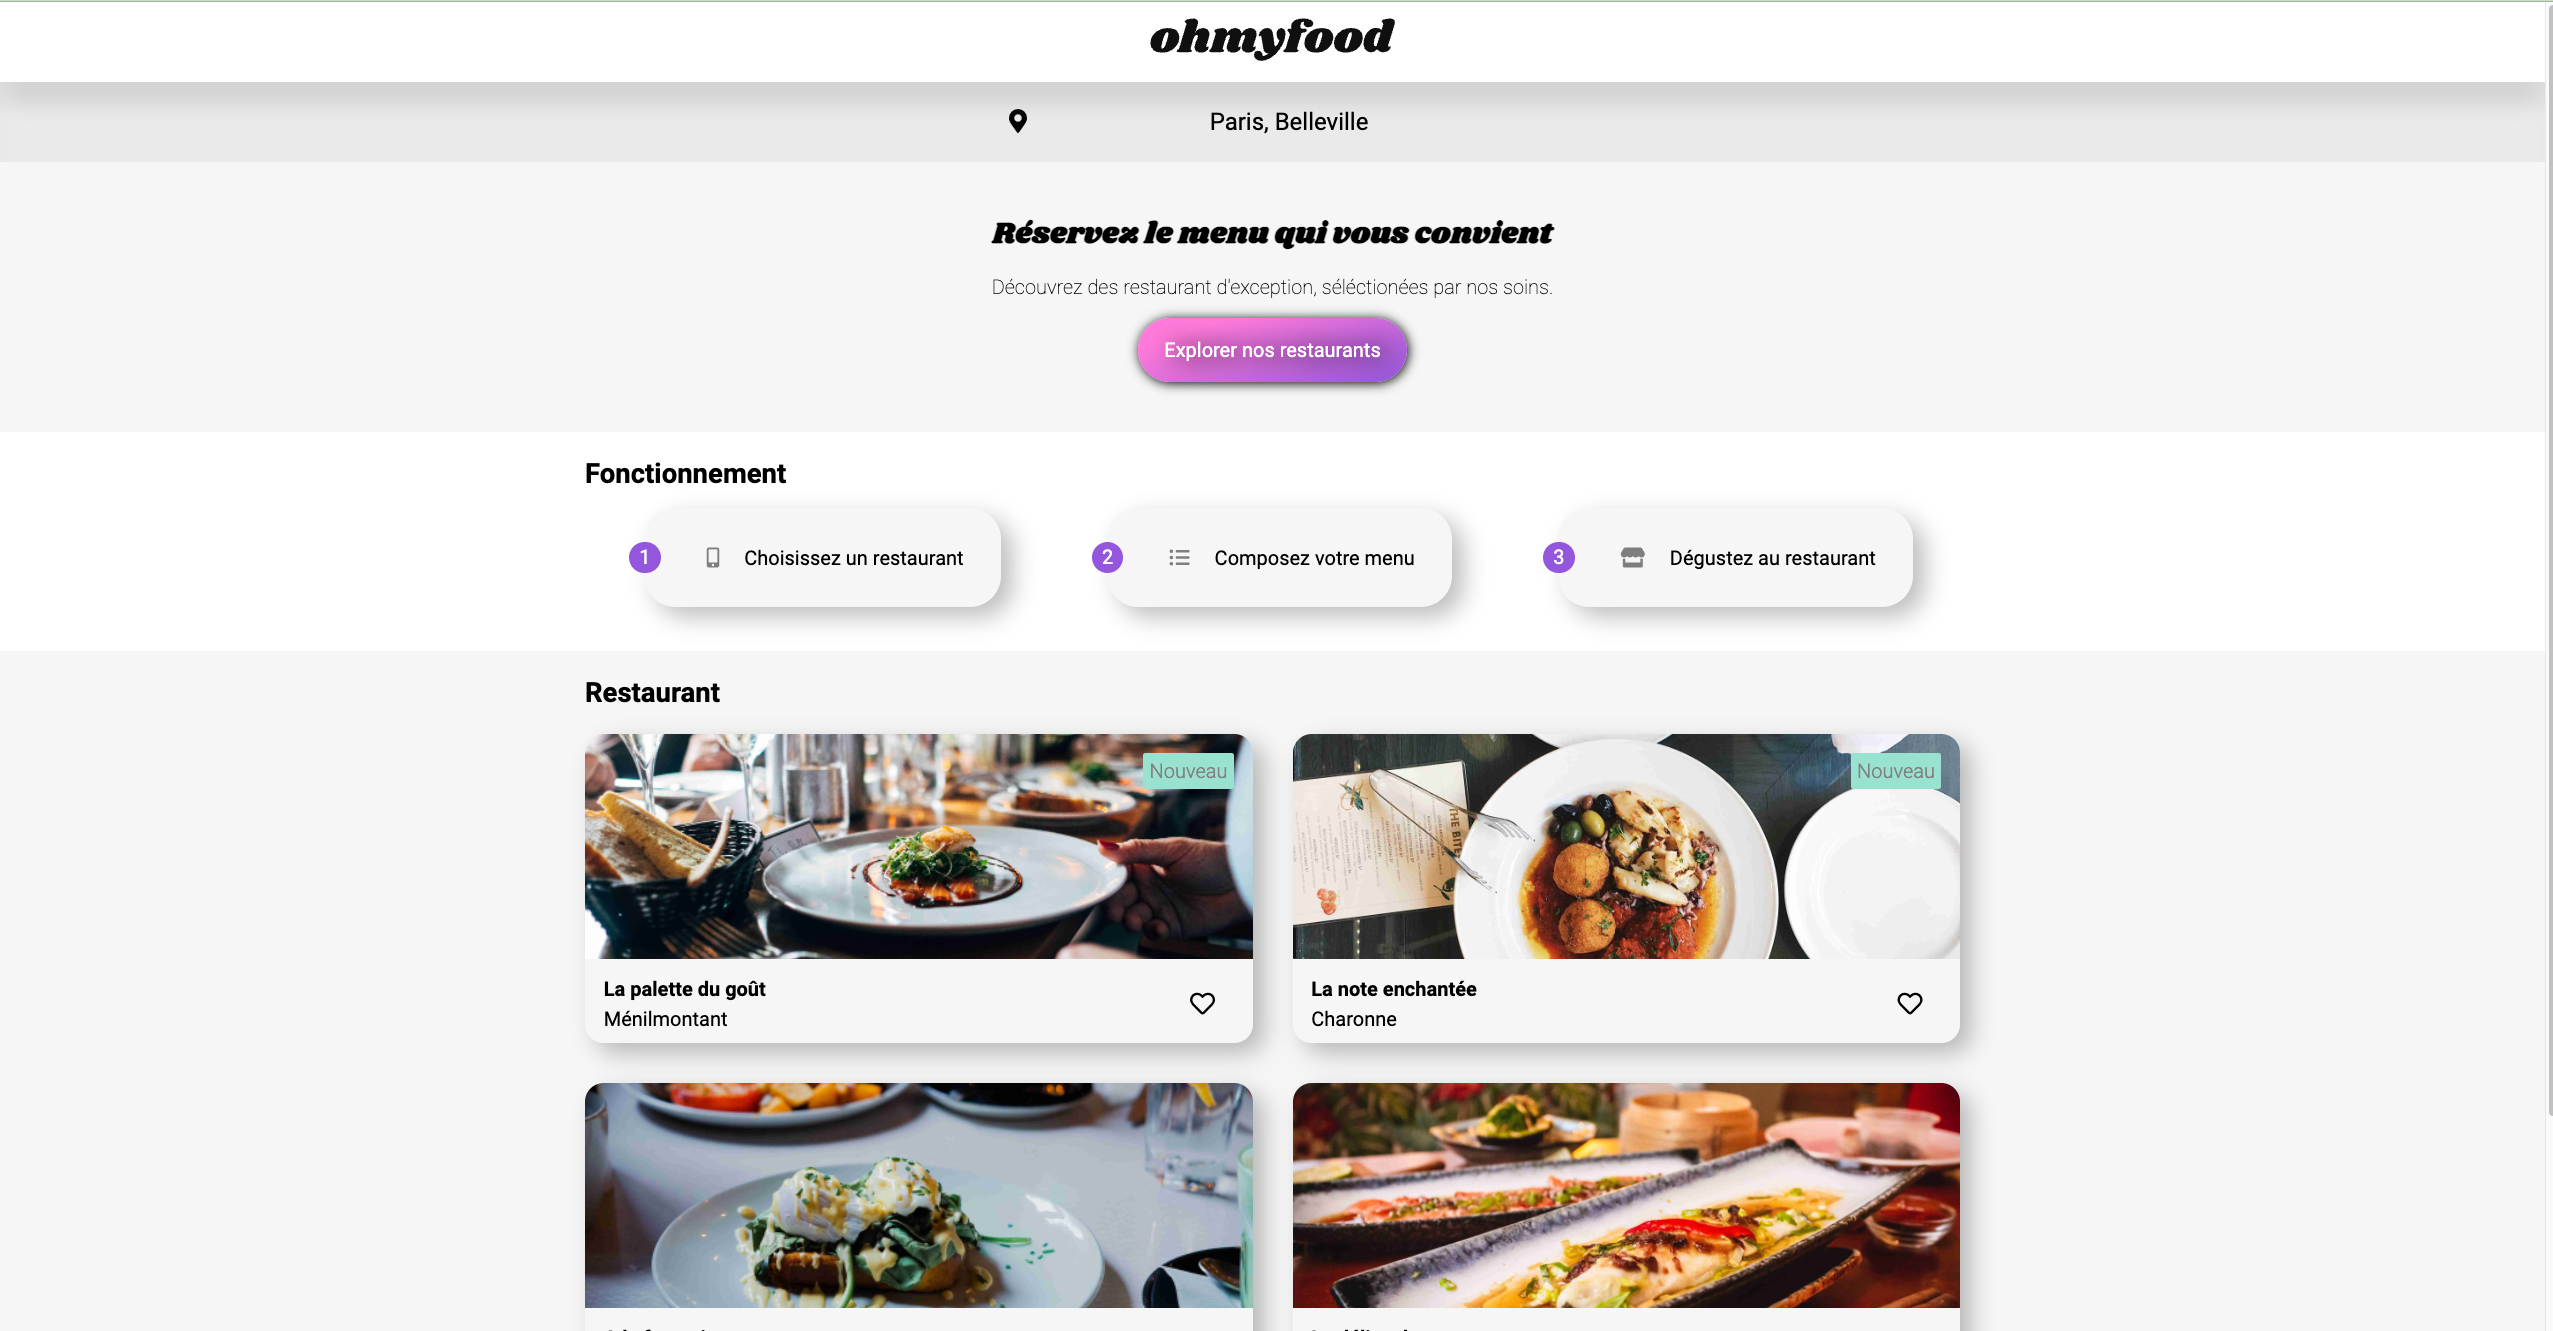 ohmyfood
Paris, Belleville
Réservez le menu qui vous convient
Découvrez des restaurant d'exception, séléctionées par nos soins.
Explorer nos restaurants
Fonctionnement
1 Choisissez un restaurant
2 Composez votre menu
3 Dégustez au restaurant
Restaurant
Nouveau
La palette du goût
Ménilmontant
Nouveau
THE BITE
La note enchantée
Charonne